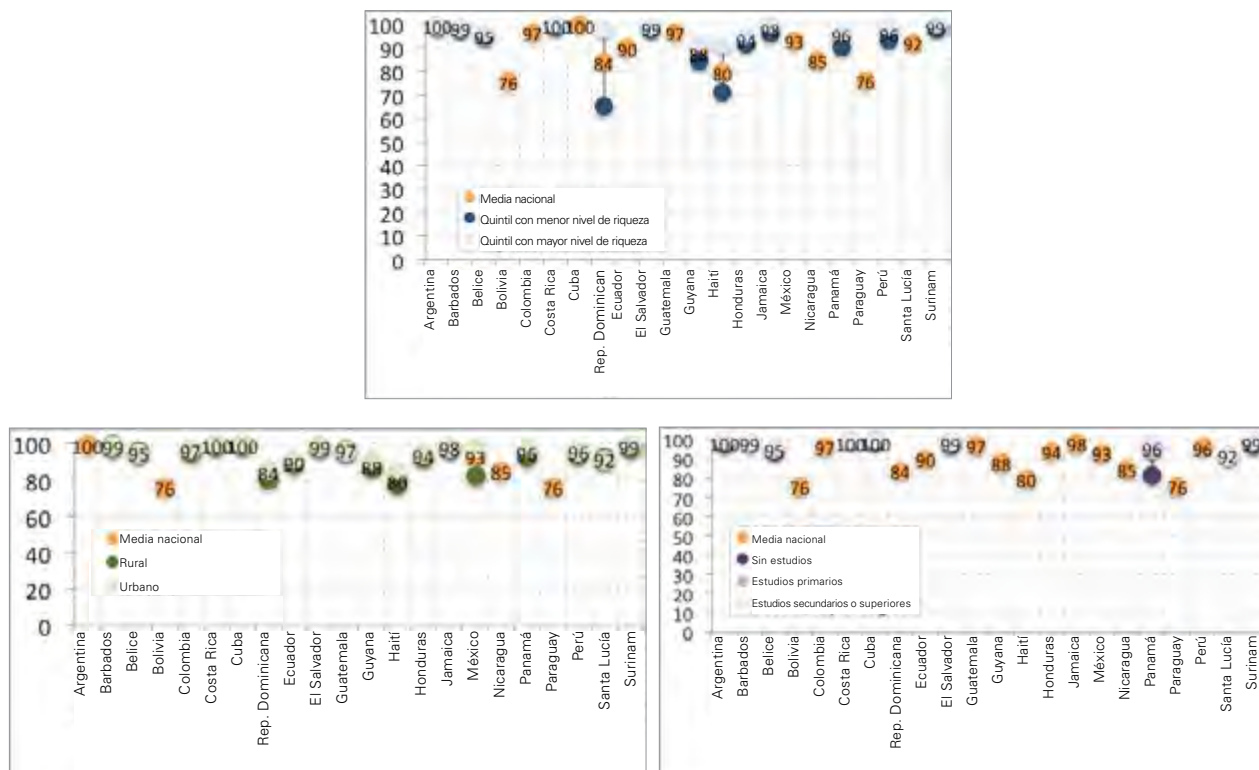 100
90
80
70
60
50
40
30
20
10
0
100 99 95 76 97 100 100 84 90 99 97 88 80 94 98 93 85 96 76 96 92 99
Media nacional
Quintil con menor nivel de riqueza
Quintil con mayor nivel de riqueza
Argentina
Barbados
Belice
Bolivia
Colombia
Costa Rica
Cuba
Rep. Dominican
Ecuador
El Salvador
Guatemala
Guyana
Haití
Honduras
Jamaica
México
Nicaragua
Panamá
Paraguay
Perú
Santa Lucía
Surinam
100
80
60
40
20
0
100 99 95 76 97 100 100 84 90 99 97 88 80 94 98 93 85 96 76 96 92 99
Media nacional
Rural
Urbano
Argentina
Barbados
Belice
Bolivia
Colombia
Costa Rica
Cuba
Rep. Dominicana
Ecuador
El Salvador
Guatemala
Guyana
Haití
Honduras
Jamaica
México
Nicaragua
Panamá
Paraguay
Perú
Santa Lucía
Surinam
100
90
80
70
60
50
40
30
20
10
0
100 99 95 76 97 100 100 84 90 99 97 88 80 94 98 93 85 96 76 96 92 99
Media nacional
Sin estudios
Estudios primarios
Estudios secundarios o superiores
Argentina
Barbados
Belice
Bolivia
Colombia
Costa Rica
Cuba
Rep. Dominicana
Ecuador
El Salvador
Guatemala
Guyana
Haití
Honduras
Jamaica
México
Nicaragua
Panamá
Paraguay
Perú
Santa Lucía
Surinam